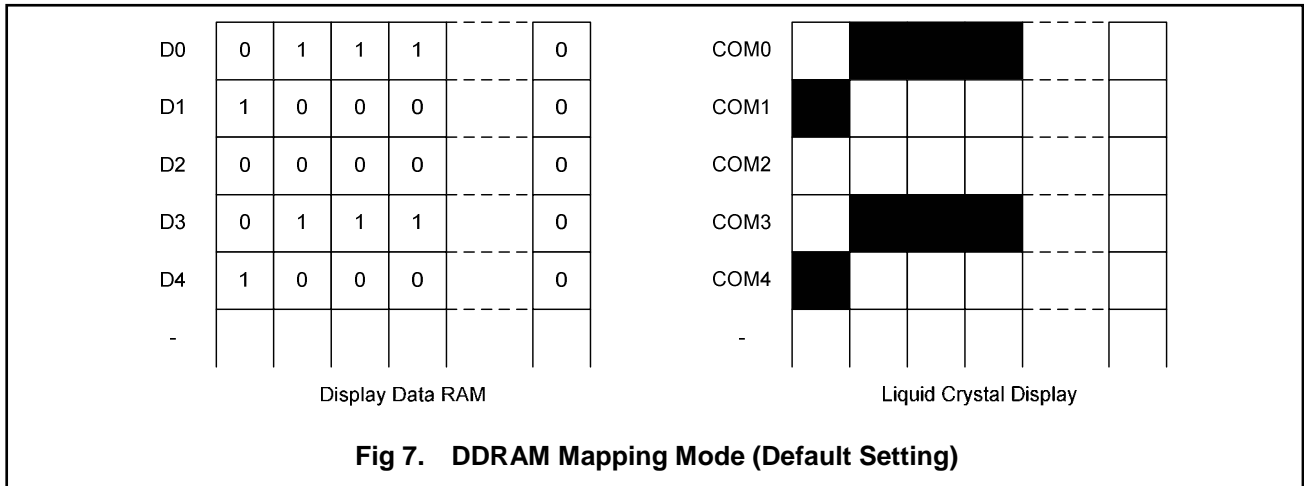 D0 0 1 1 1 0 COM0
D1 1 0 0 0 0 COM1
D2 0 0 0 0 0 COM2
D3 0 1 1 1 0 COM3
D4 1 0 0 0 0 COM4
- -
Display Data RAM Liquid Crystal Display
Fig 7. DDRAM Mapping Mode (Default Setting)